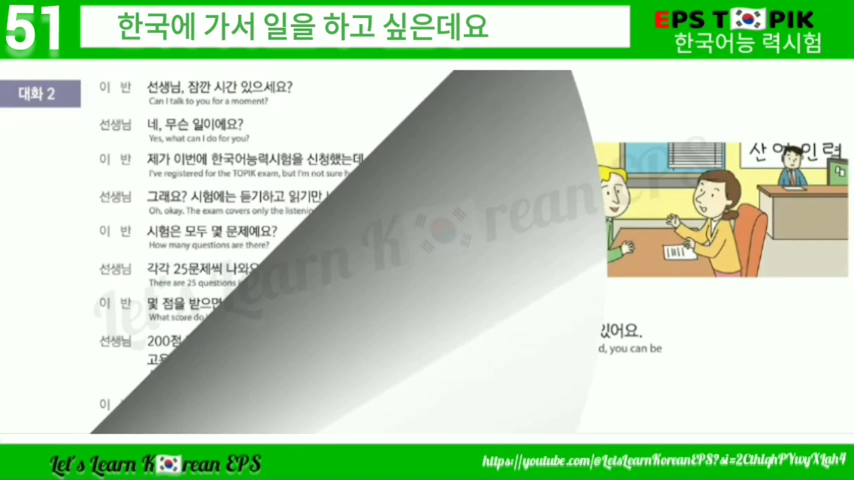 51 한국에 가서 일을 하고 싶은데요
EPS TOPIK
한국어능 력시험
대화 2
이 반 선생님, 잠깐 시간 있으세요?
Can I talk to you for a moment?
선생님 네, 무슨 일이에요?
Yes, what can I do for you?
이 반 제가 이번에 한국어능력시험을 신청했는데
I've registered for the TOPIK exam, but I'm not sure
선생님 그래요? 시험에는 듣기하고 읽기만
Oh, okay. The exam covers only the listening
이 반 시험은 모두 몇 문제예요?
How many questions are there?
선생님 각각 25문제씩
There are 25 questions
이 반 몇 점을 받으면
What score do
선생님 200점
이
있어요.
d, you can be
산 인력
Let's Learn Korean EPS
Let's Learn Korean EPS
https://youtube.com/@LetsLearnKoreanEPS?si=2CthlqhPYwyXLah4